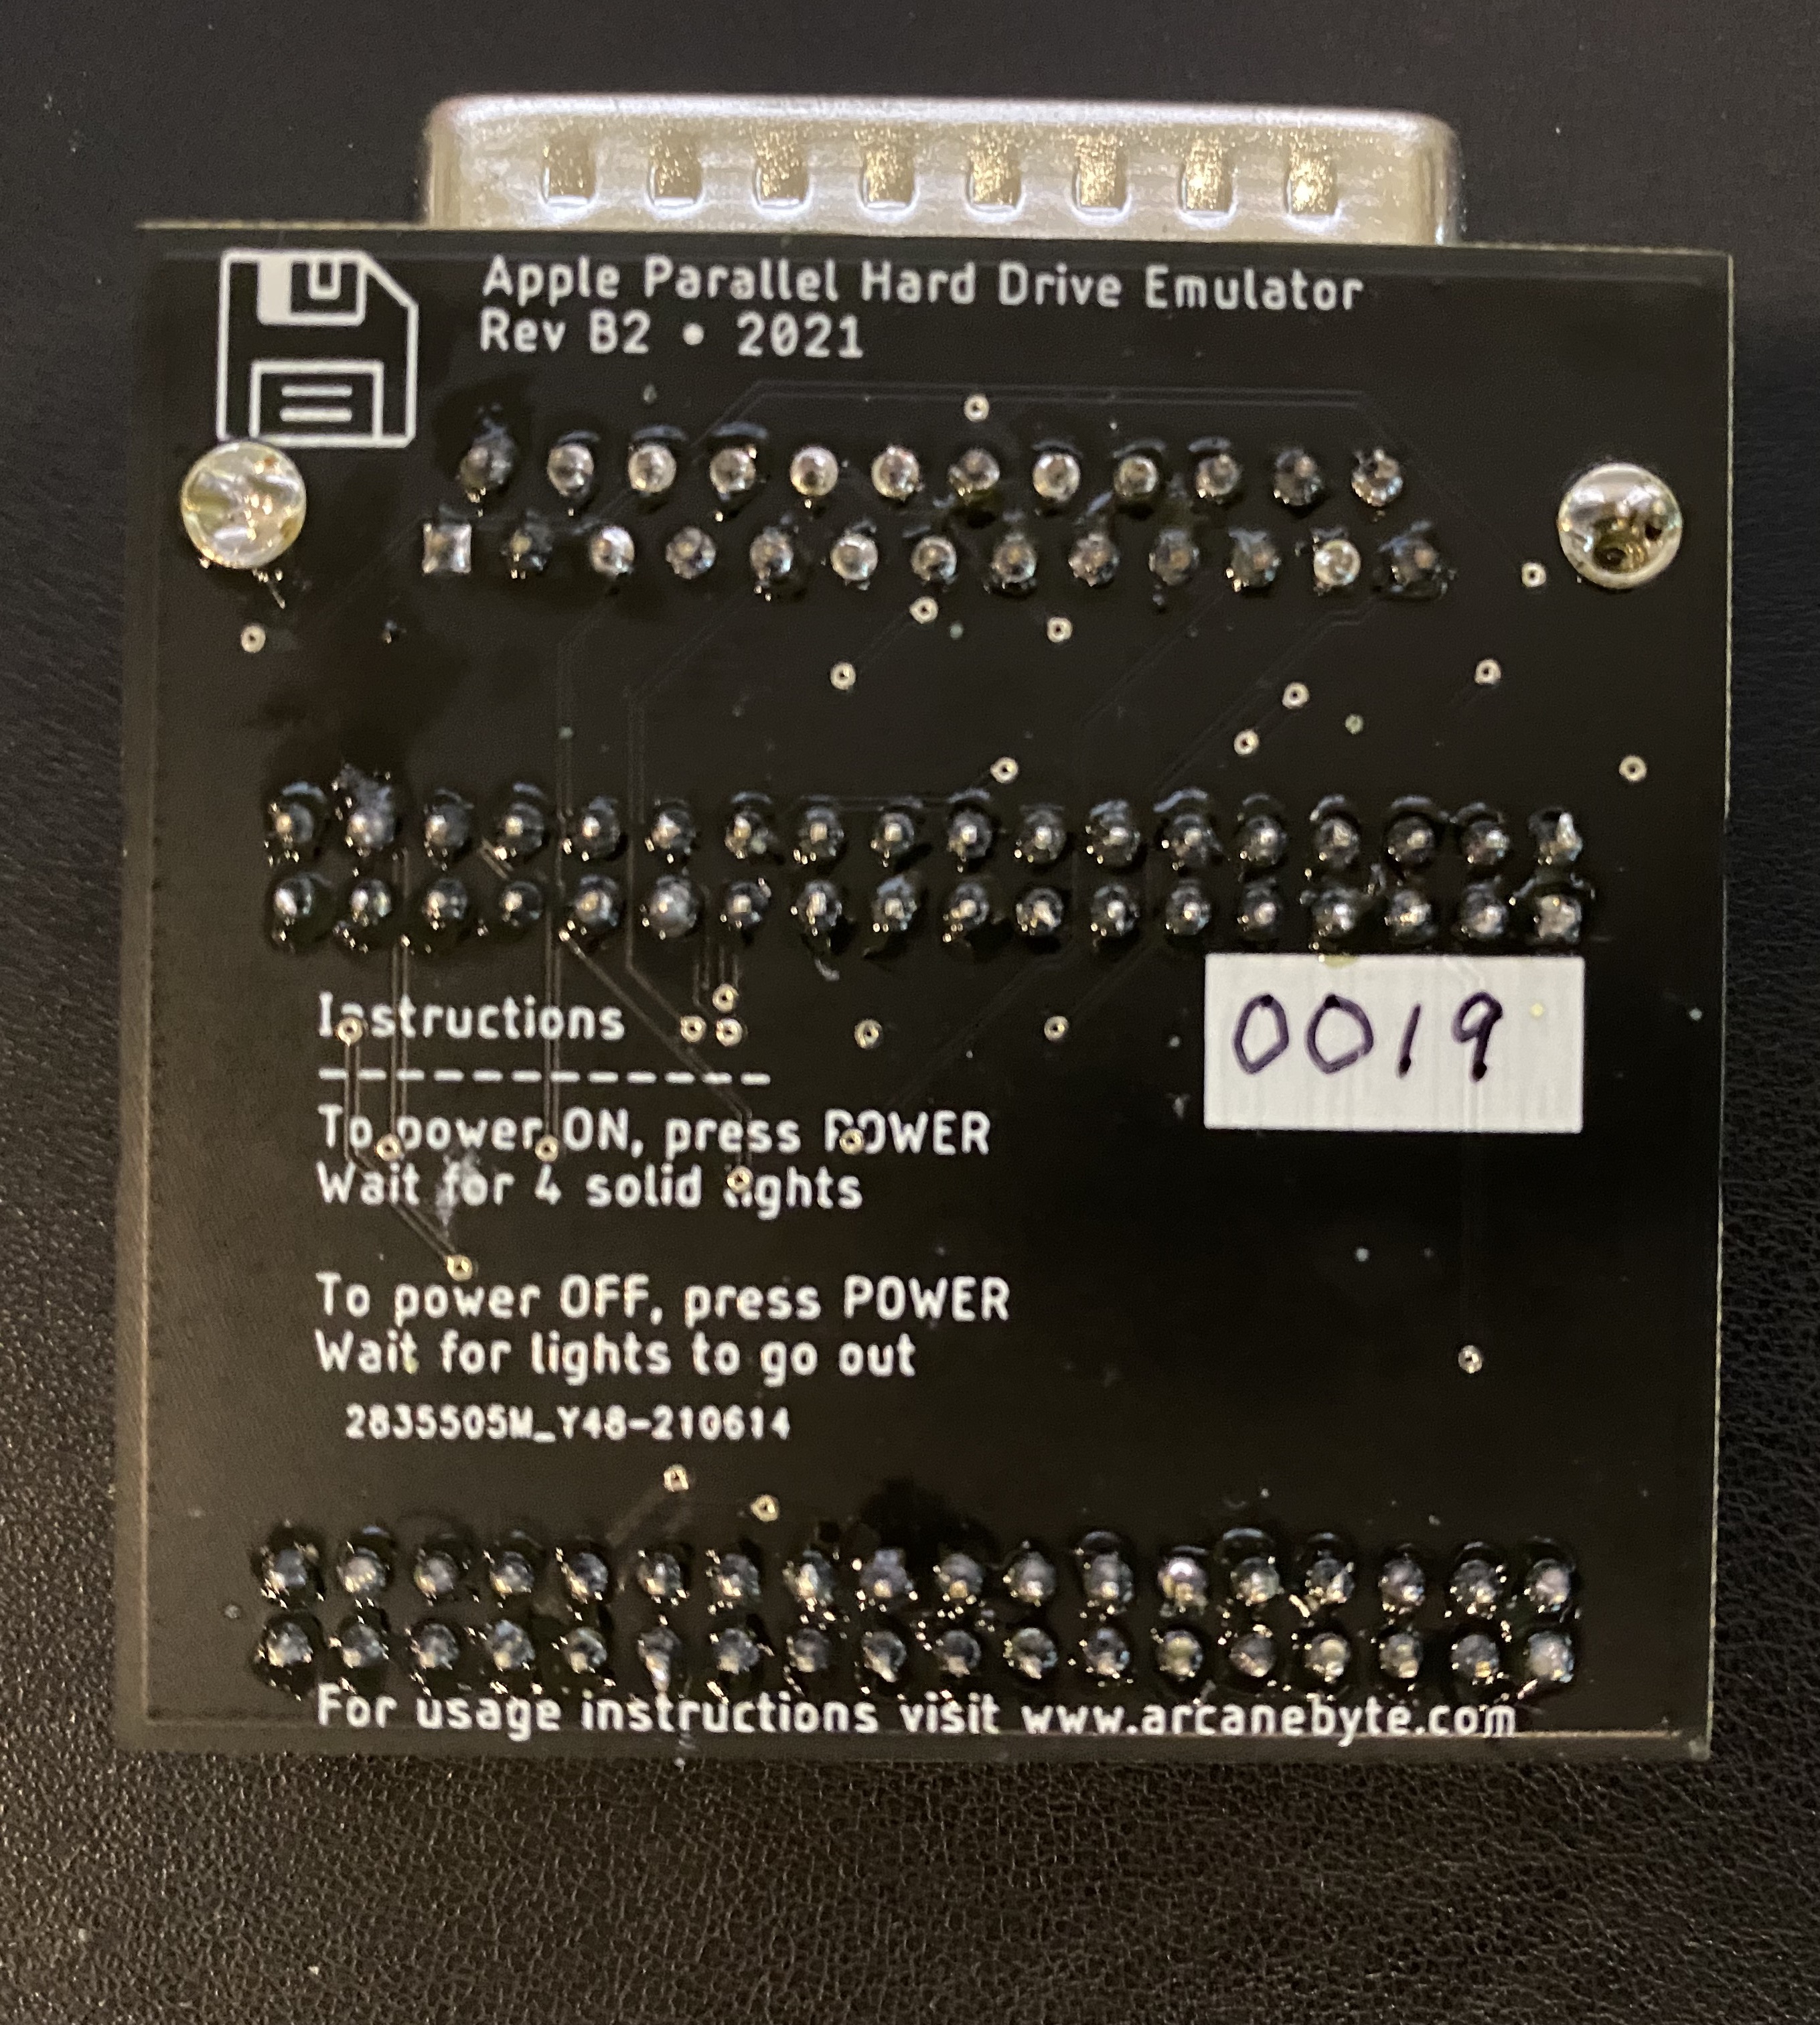 Apple Parallel Hard Drive Emulator
Rev B2 • 2021
0019
Instructions
-------------
To power ON, press POWER
Wait for 4 solid lights
To power OFF, press POWER
Wait for lights to go out
2835505M_Y48-210614
For usage instructions visit www.arcanebyte.com